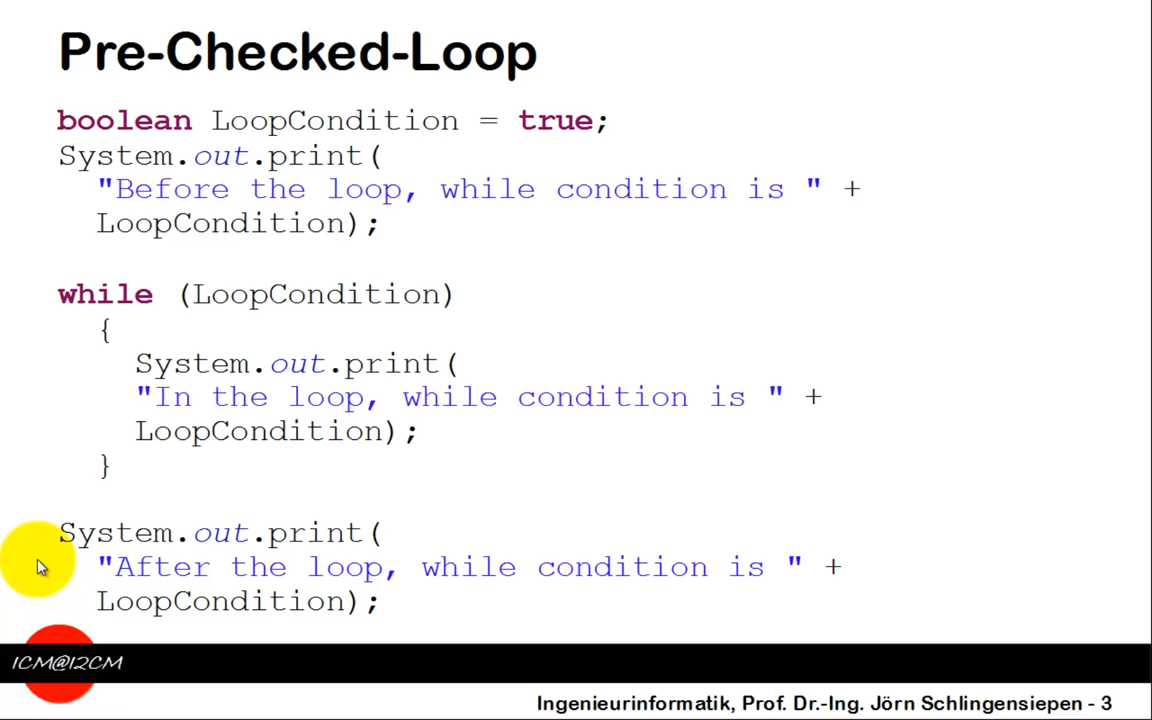 Pre-Checked-Loop
boolean LoopCondition = true;
System.out.print(
"Before the loop, while condition is " +
LoopCondition);
while (LoopCondition)
{
System.out.print(
"In the loop, while condition is " +
LoopCondition);
}
System.out.print(
"After the loop, while condition is " +
LoopCondition);
1CM@12CM
Ingenieurinformatik, Prof. Dr.-Ing. Jörn Schlingensiepen - 3